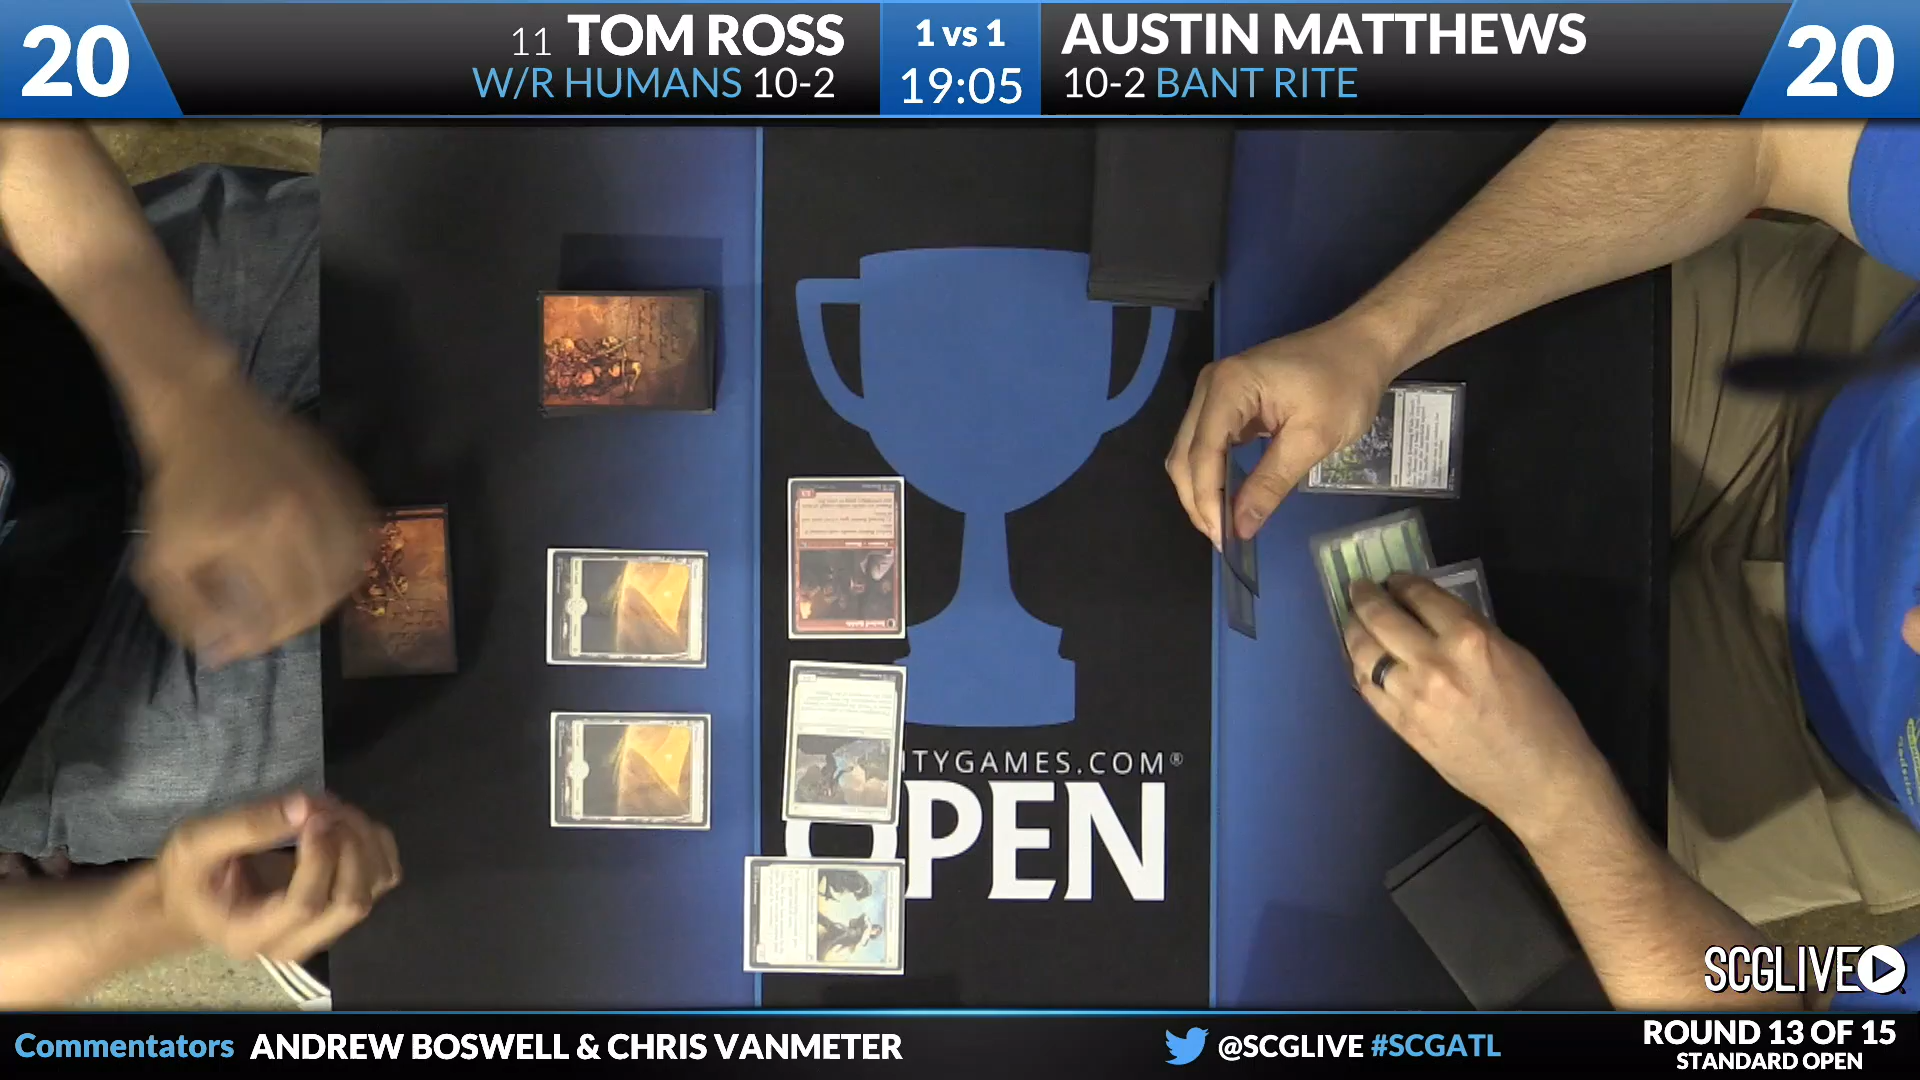 20
11 TOM ROSS
W/R HUMANS 10-2
1 vs 1
19:05
AUSTIN MATTHEWS
10-2 BANT RITE
20
ITYGAMES.COM®
OPEN
SCGLIVE
Commentators ANDREW BOSWELL & CHRIS VANMETER
@SCGLIVE #SCGATL
ROUND 13 OF 15
STANDARD OPEN